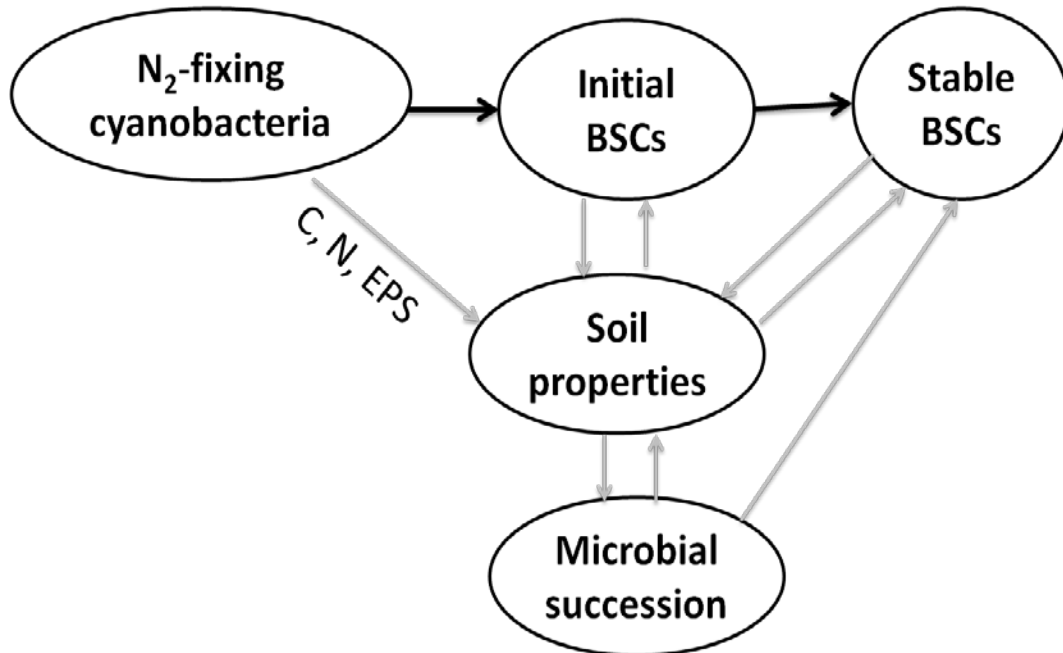 N₂-fixing
cyanobacteria
Initial
BSCs
Stable
BSCs
C, N, EPS
Soil
properties
Microbial
succession